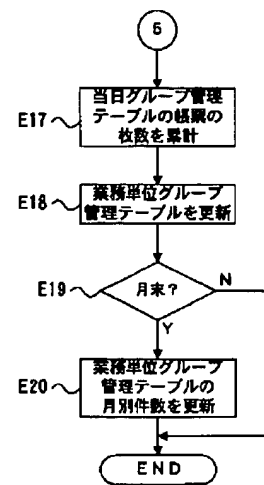 5
当日グループ管理
テーブルの帳票の
枚数を累計
E17
業務単位グループ
管理テーブルを更新
E18
月末？
E19
N
Y
業務単位グループ
管理テーブルの
月別件数を更新
E20
END